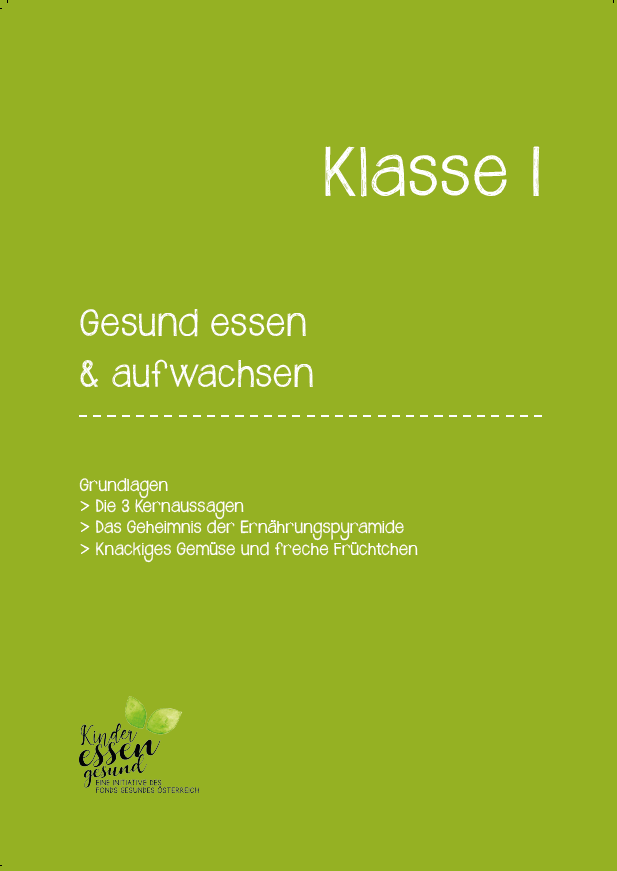 Klasse 1
Gesund essen
& aufwachsen
Grundlagen
> Die 3 Kernaussagen
> Das Geheimnis der Ernährungspyramide
> Knackiges Gemüse und freche Früchtchen
Kinder
essen
gesund
EINE INITIATIVE DES
FONDS GESUNDES ÖSTERREICH